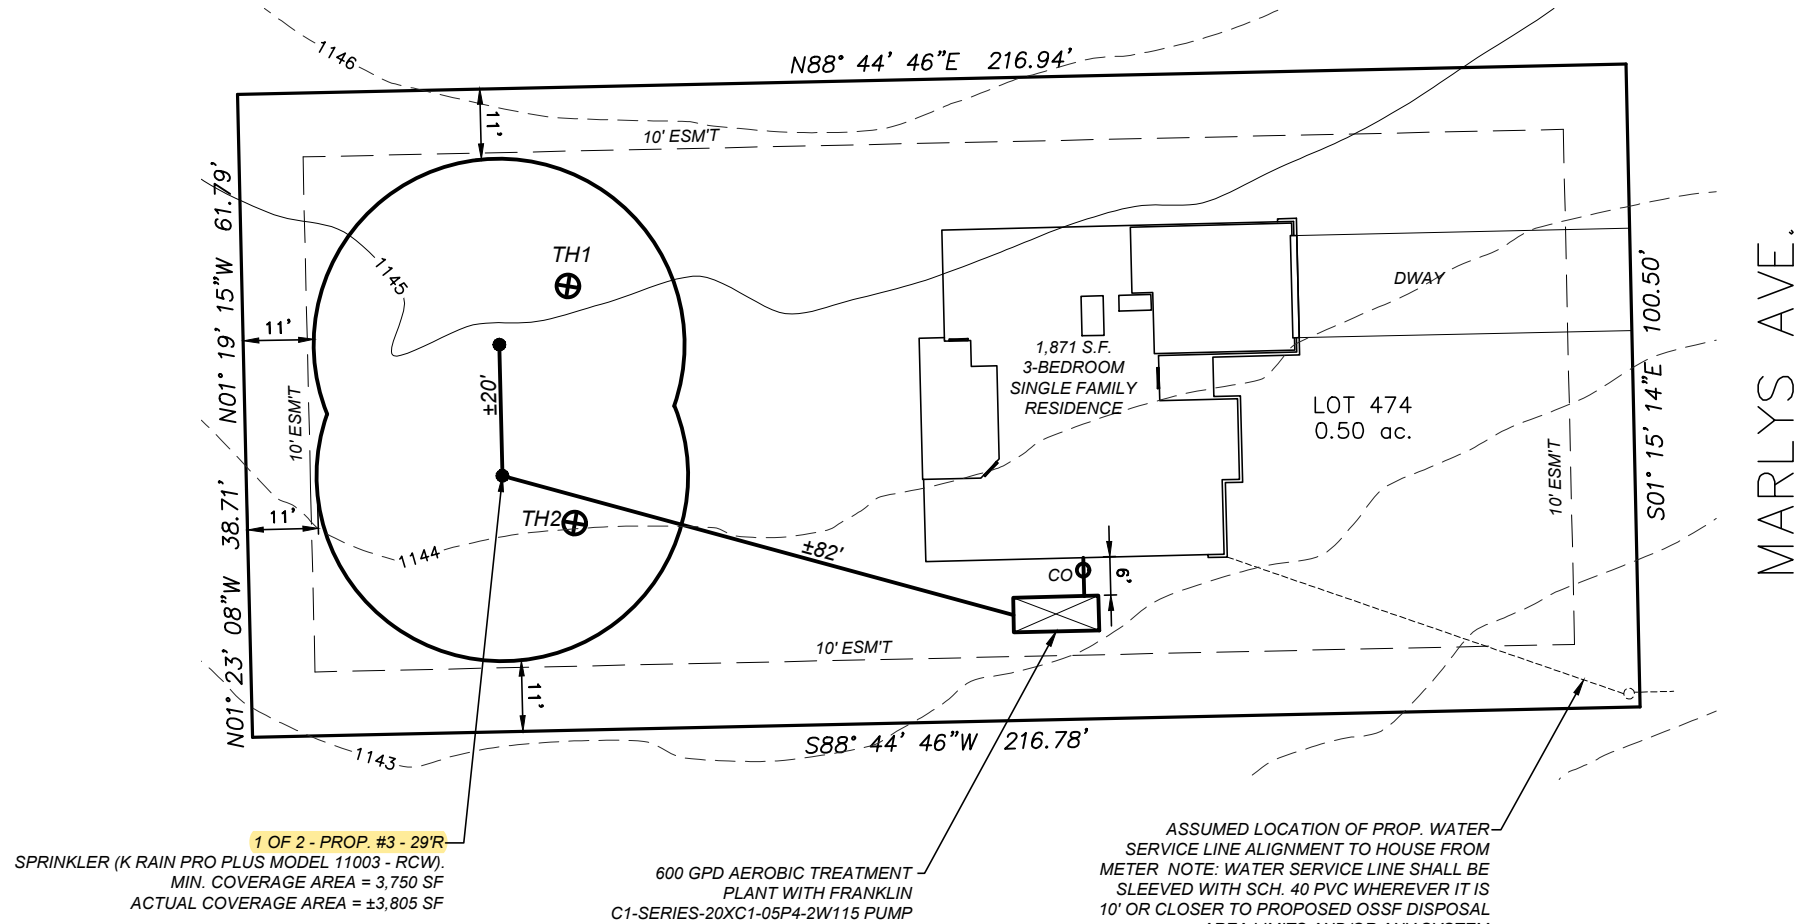 1146
N88° 44' 46"E 216.94'
11'
10' ESM'T
N01° 19' 15"W 61.79'
TH1
1145
DWAY
MARLYS AVE.
11'
±20'
1,871 S.F.
3-BEDROOM
SINGLE FAMILY
RESIDENCE
LOT 474
0.50 ac.
S01° 15' 14"E 100.50'
10' ESM'T
10' ESM'T
N01° 23' 08"W 38.71'
11'
TH2
1144
±82'
CO
6'
10' ESM'T
11'
1143
S88° 44' 46"W 216.78'
1 OF 2 - PROP. #3 - 29'R
SPRINKLER (K RAIN PRO PLUS MODEL 11003 - RCW).
MIN. COVERAGE AREA = 3,750 SF
ACTUAL COVERAGE AREA = ±3,805 SF
600 GPD AEROBIC TREATMENT
PLANT WITH FRANKLIN
C1-SERIES-20XC1-05P4-2W115 PUMP
ASSUMED LOCATION OF PROP. WATER
SERVICE LINE ALIGNMENT TO HOUSE FROM
METER NOTE: WATER SERVICE LINE SHALL BE
SLEEVED WITH SCH. 40 PVC WHEREVER IT IS
10' OR CLOSER TO PROPOSED OSSF DISPOSAL